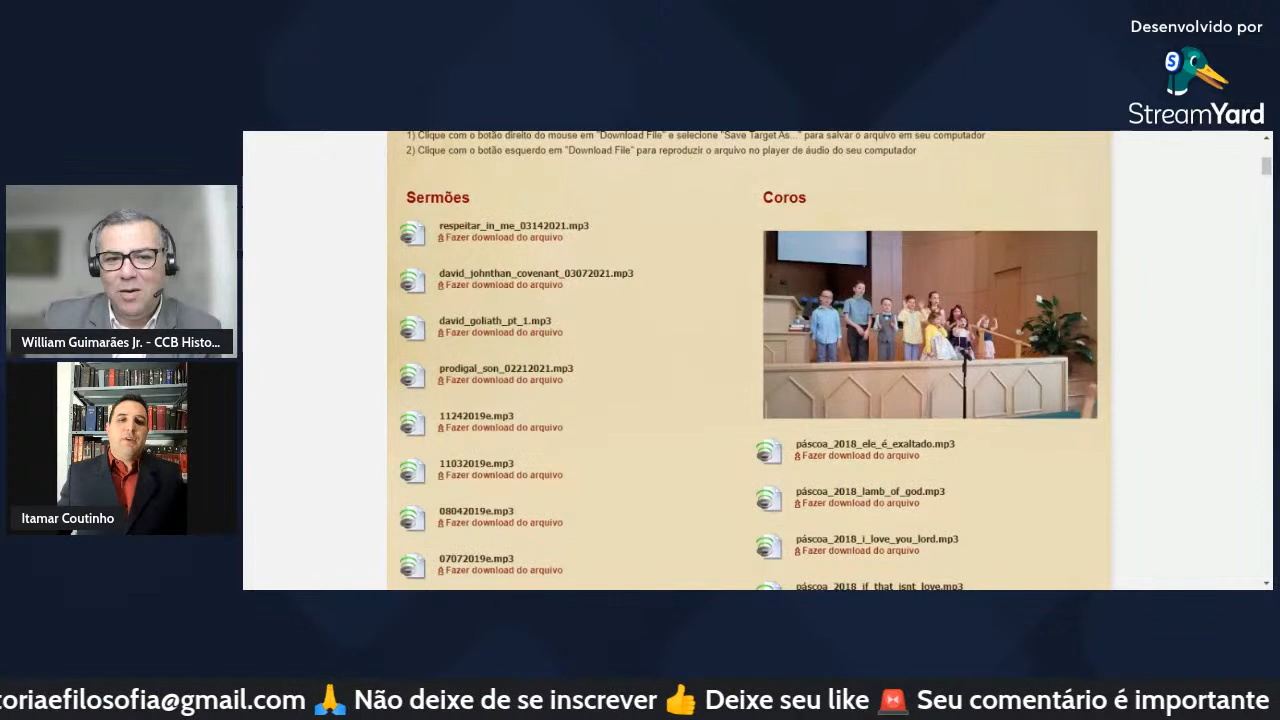 Desenvolvido por
StreamYard
1) Clique com o botão direito do mouse em "Download File" e selecione "Save Target As..." para salvar o arquivo em seu computador
2) Clique com o botão esquerdo em "Download File" para reproduzir o arquivo no player de áudio do seu computador
Sermões
respeitar_in_me_03142021.mp3
Fazer download do arquivo
david_johnthan_covenant_03072021.mp3
Fazer download do arquivo
david_goliath_pt_1.mp3
Fazer download do arquivo
prodigal_son_02212021.mp3
Fazer download do arquivo
11242019e.mp3
Fazer download do arquivo
11032019e.mp3
Fazer download do arquivo
08042019e.mp3
Fazer download do arquivo
07072019e.mp3
Fazer download do arquivo
Coros
páscoa_2018_ele_é_exaltado.mp3
Fazer download do arquivo
páscoa_2018_lamb_of_god.mp3
Fazer download do arquivo
páscoa_2018_i_love_you_lord.mp3
Fazer download do arquivo
páscoa_2018_if_that_isnt_love.mp3
William Guimarães Jr. - CCB Histo...
Itamar Coutinho
toriaefilosofia@gmail.com 🙏 Não deixe de se inscrever 👍 Deixe seu like 🚨 Seu comentário é importante